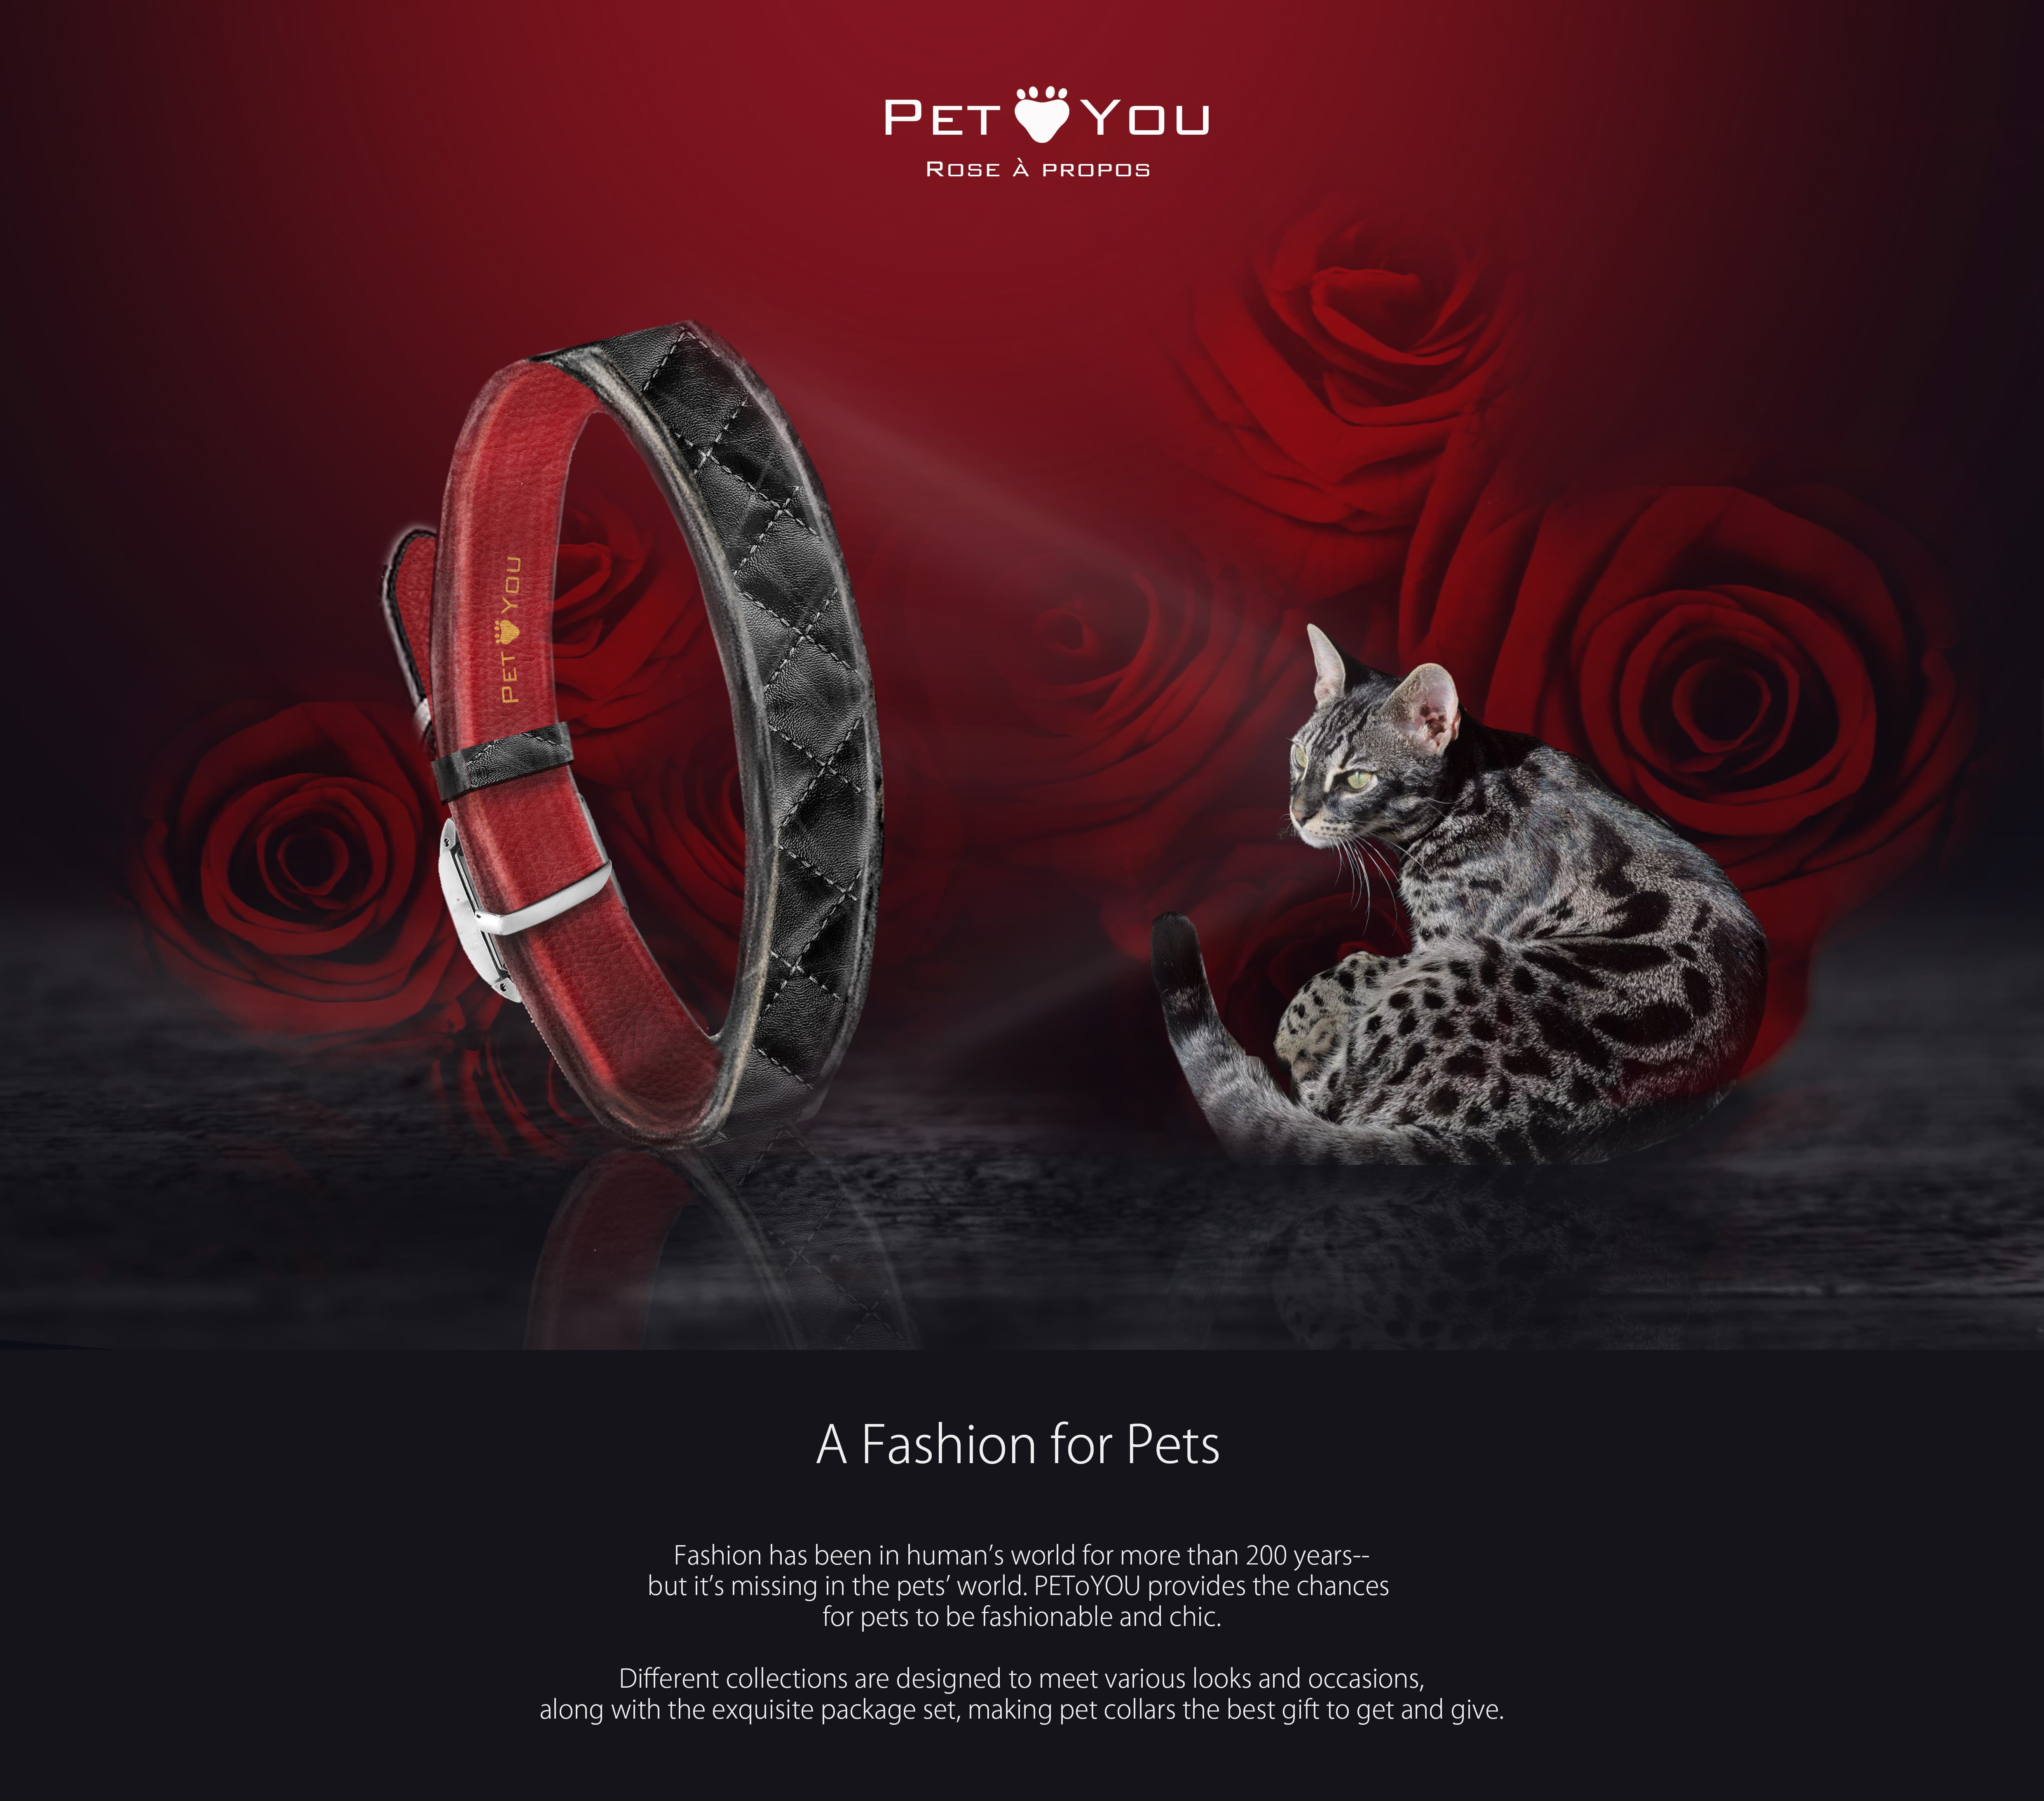 PET YOU
ROSE À PROPOS
PET YOU
A Fashion for Pets
Fashion has been in human’s world for more than 200 years--
but it’s missing in the pets’ world. PEToYOU provides the chances
for pets to be fashionable and chic.
Different collections are designed to meet various looks and occasions,
along with the exquisite package set, making pet collars the best gift to get and give.